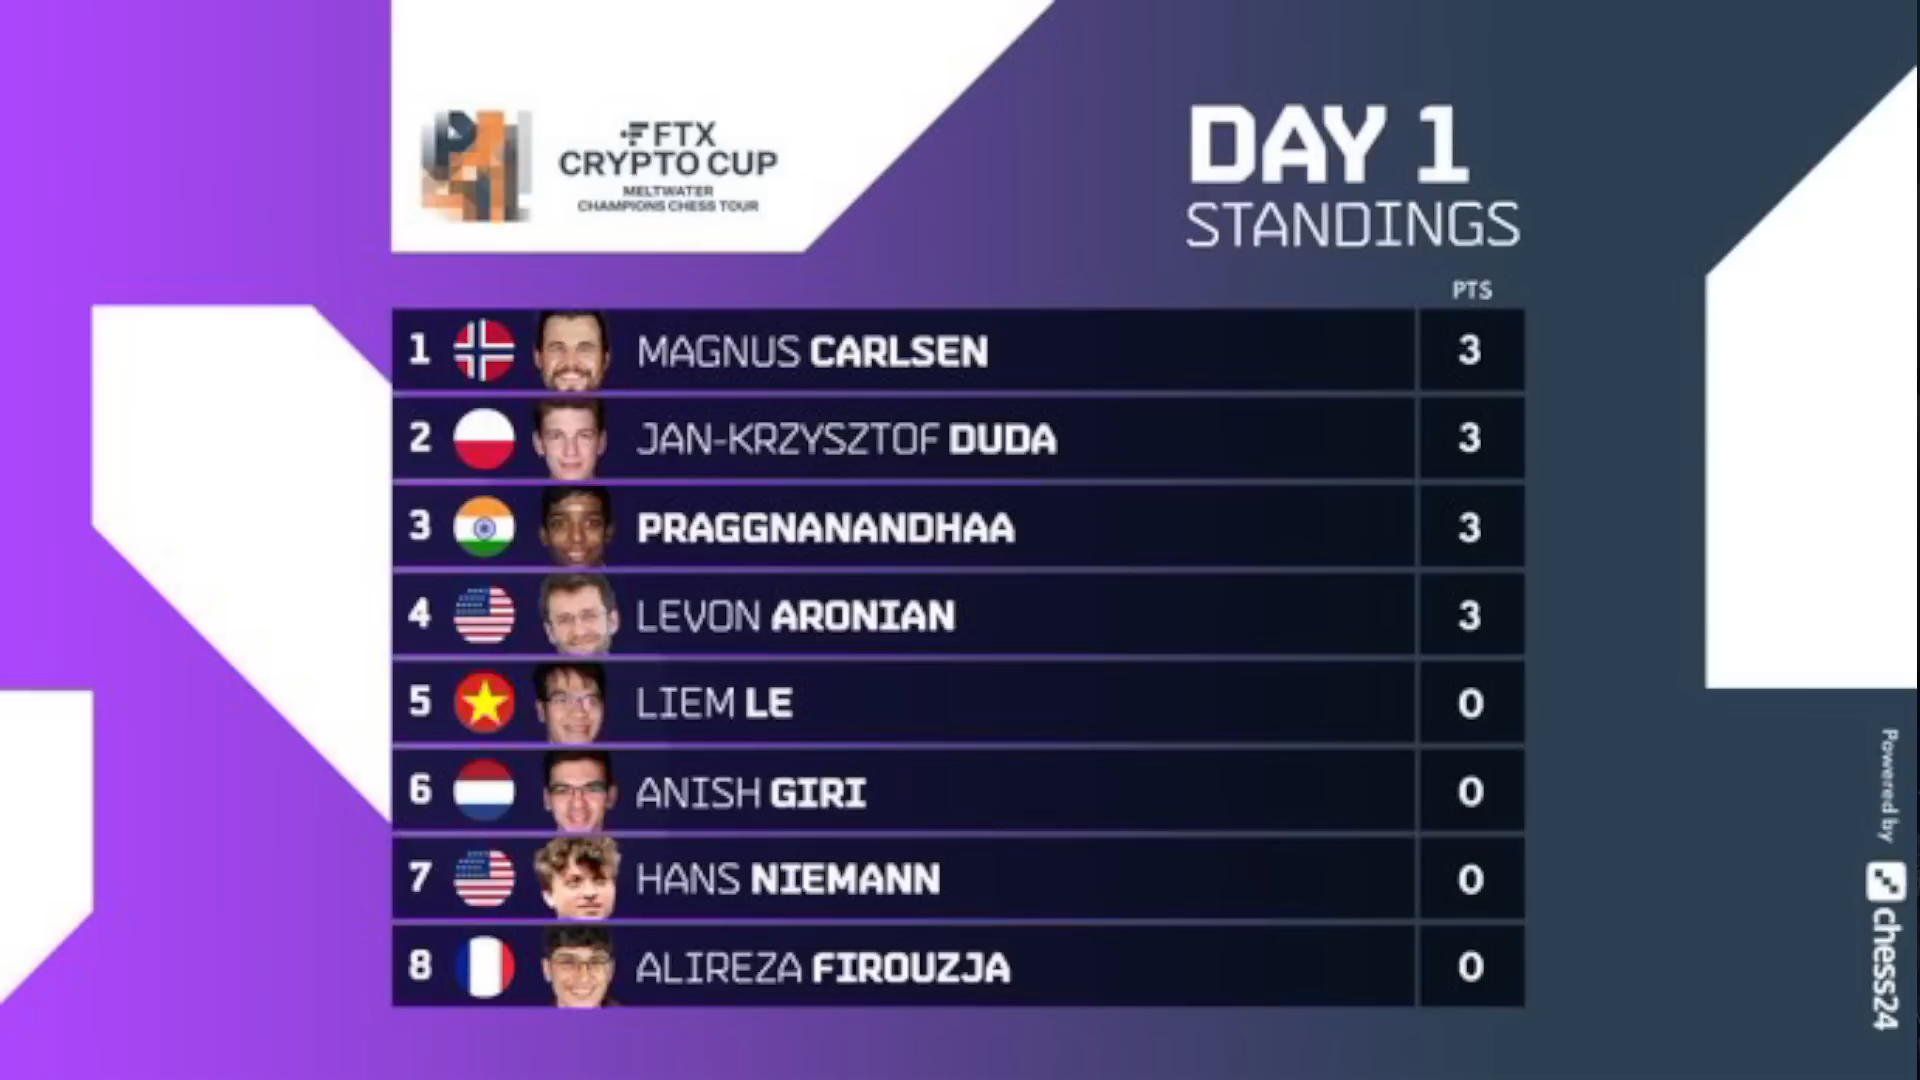 FTX
CRYPTO CUP
MELTWATER
CHAMPIONS CHESS TOUR
DAY 1
STANDINGS
PTS
1 MAGNUS CARLSEN 3
2 JAN-KRZYSZTOF DUDA 3
3 PRAGGNANANDHAA 3
4 LEVON ARONIAN 3
5 LIEM LE 0
6 ANISH GIRI 0
7 HANS NIEMANN 0
8 ALIREZA FIROUZJA 0
Powered by chess24